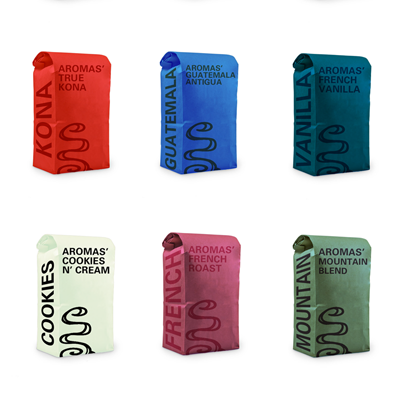 KONA
AROMAS'
TRUE
KONA
GUATEMALA
AROMAS'
GUATEMALA
ANTIGUA
VANILLA
AROMAS'
FRENCH
VANILLA
COOKIES
AROMAS'
COOKIES
N' CREAM
FRENCH
AROMAS'
FRENCH
ROAST
MOUNTAIN
AROMAS'
MOUNTAIN
BLEND